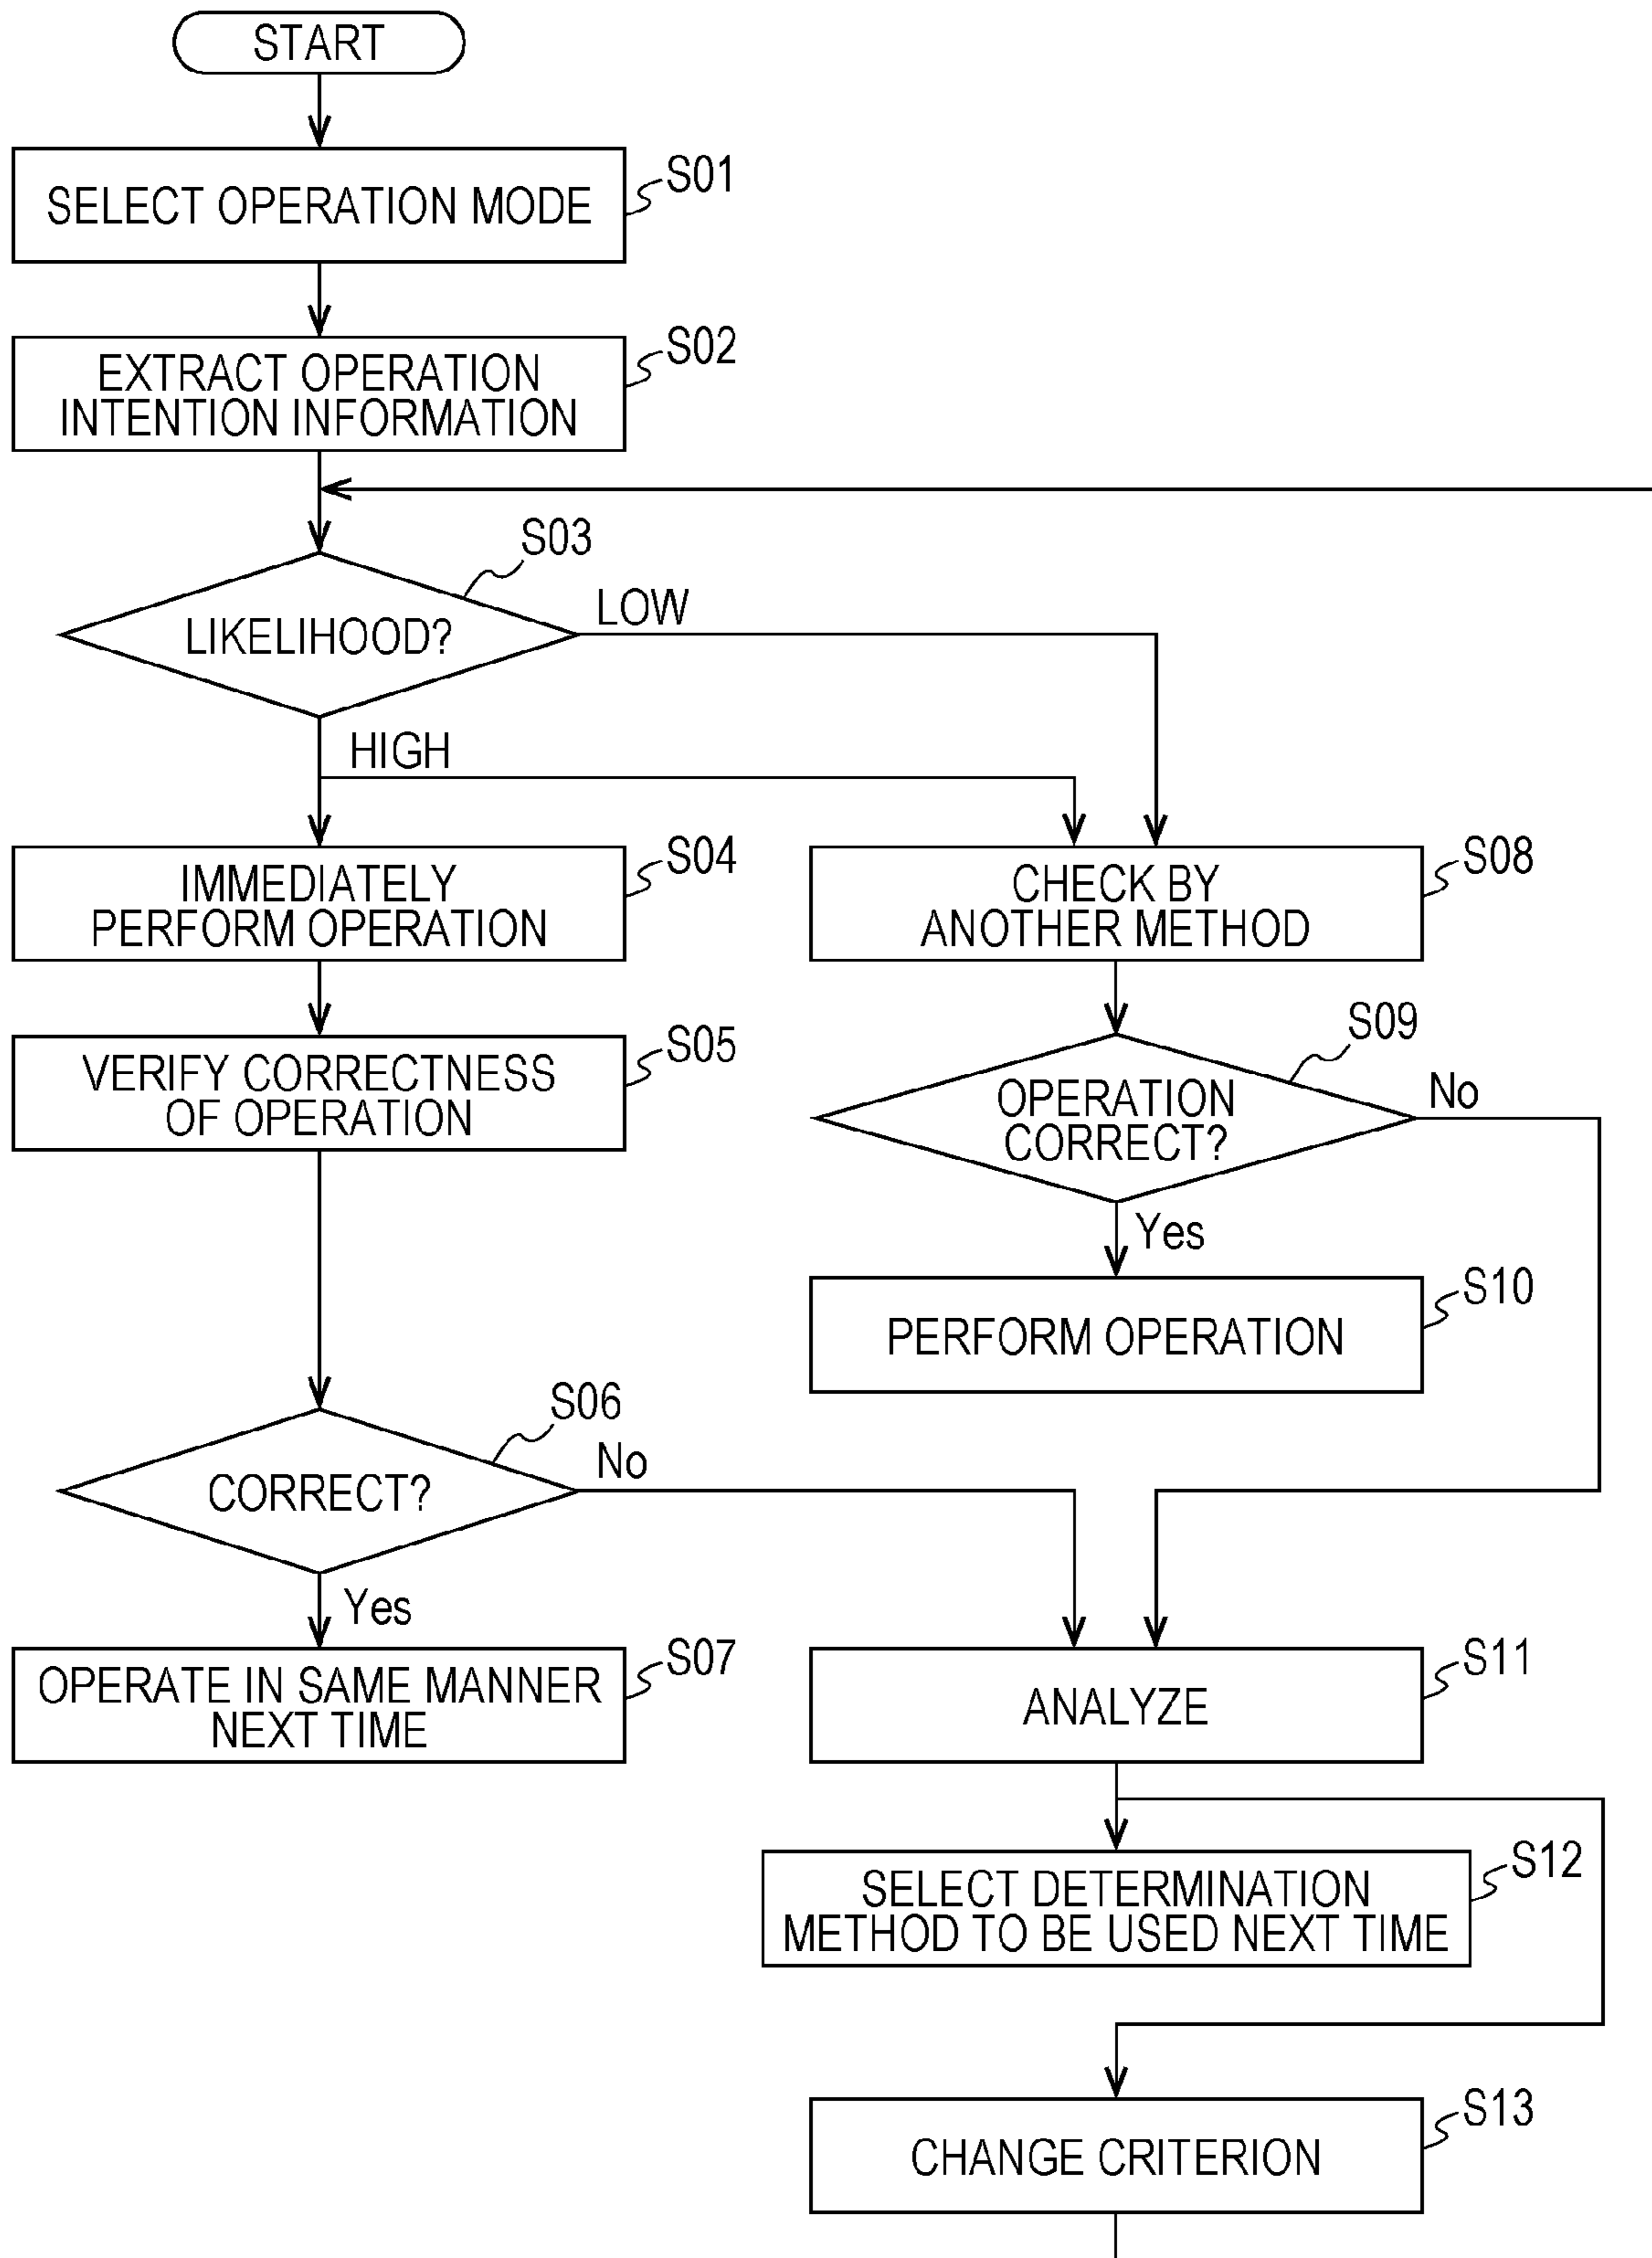 START
SELECT OPERATION MODE
S01
EXTRACT OPERATION
INTENTION INFORMATION
S02
S03
LIKELIHOOD?
LOW
HIGH
IMMEDIATELY
PERFORM OPERATION
S04
CHECK BY
ANOTHER METHOD
S08
VERIFY CORRECTNESS
OF OPERATION
S05
S09
OPERATION
CORRECT?
No
Yes
PERFORM OPERATION
S10
S06
CORRECT?
No
Yes
OPERATE IN SAME MANNER
NEXT TIME
S07
ANALYZE
S11
SELECT DETERMINATION
METHOD TO BE USED NEXT TIME
S12
CHANGE CRITERION
S13